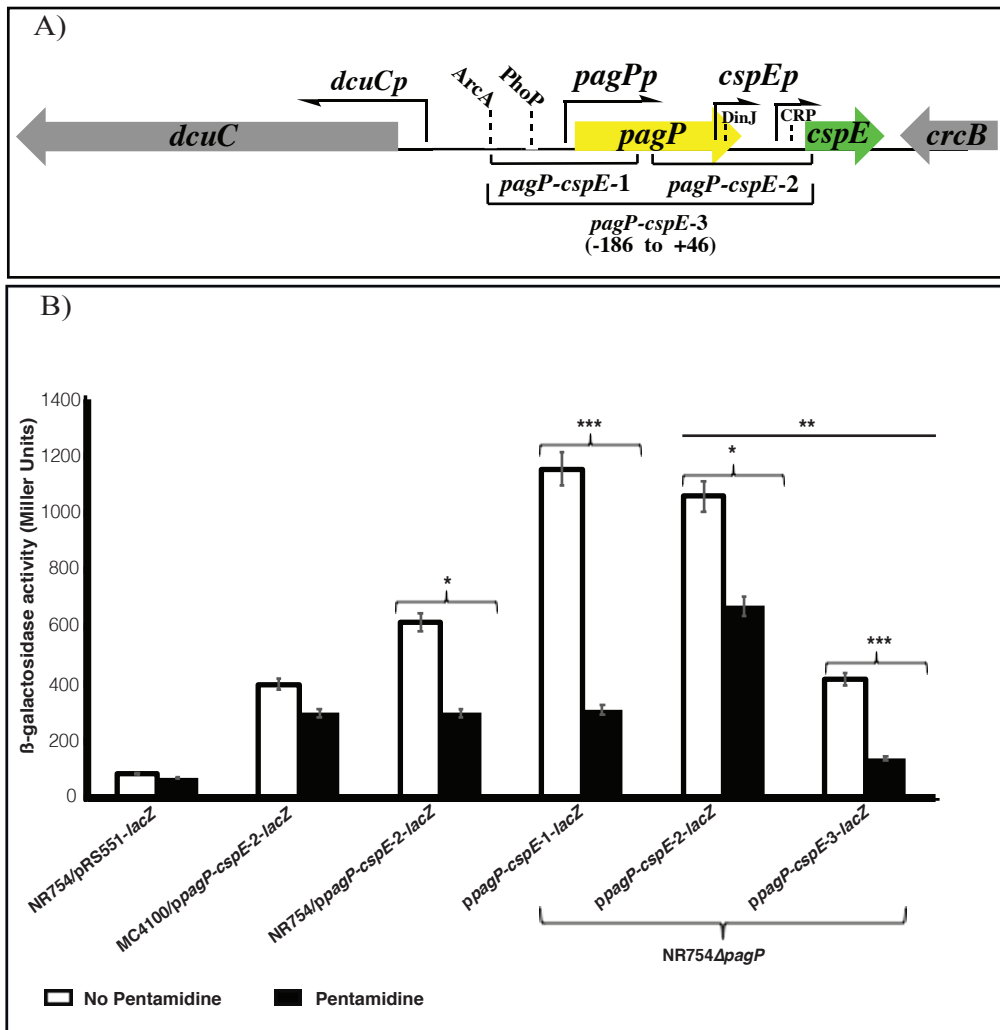 A)
dcuCp
ArcA
PhoP
pagPp
cspEp
DinJ
CRP
dcuC
pagP
cspE
crcB
pagP-cspE-1
pagP-cspE-2
pagP-cspE-3
(-186 to +46)
B)
ß-galactosidase activity (Miller Units)
1400
1200
1000
800
600
400
200
0
*
***
**
*
***
NR754/pRS551-lacZ
MC4100/ppagP-cspE-2-lacZ
NR754/ppagP-cspE-2-lacZ
ppagP-cspE-1-lacZ
ppagP-cspE-2-lacZ
ppagP-cspE-3-lacZ
NR754ΔpagP
No Pentamidine
Pentamidine